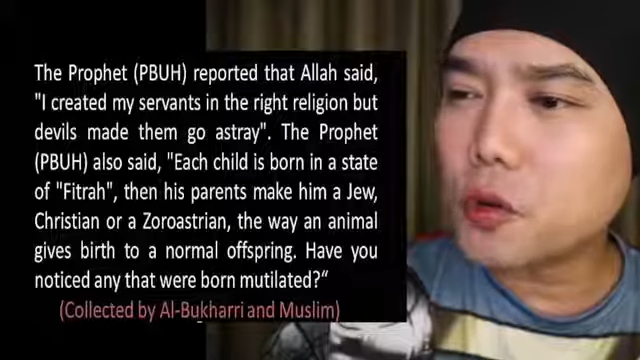 The Prophet (PBUH) reported that Allah said,
"I created my servants in the right religion but
devils made them go astray". The Prophet
(PBUH) also said, "Each child is born in a state
of "Fitrah", then his parents make him a Jew,
Christian or a Zoroastrian, the way an animal
gives birth to a normal offspring. Have you
noticed any that were born mutilated?“
(Collected by Al-Bukharri and Muslim)